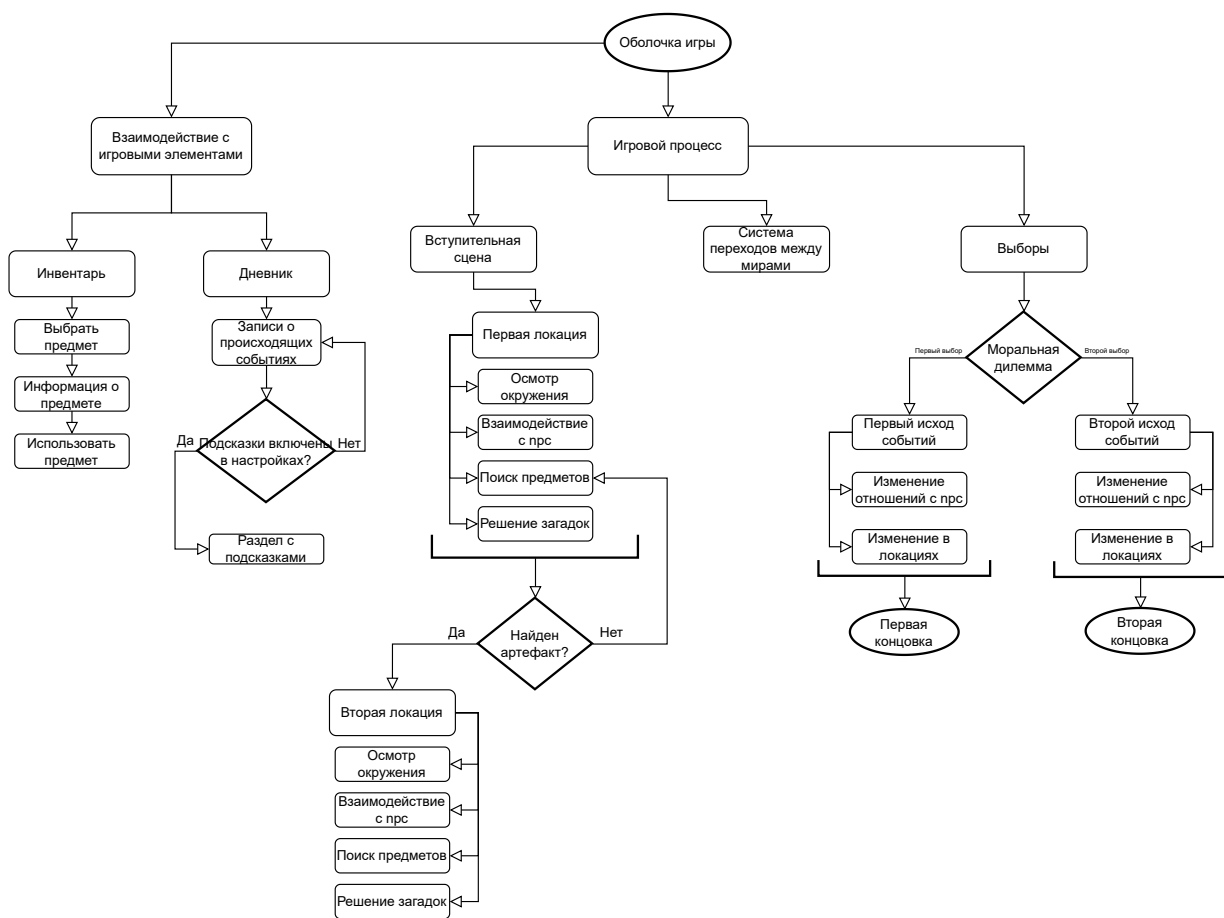 Оболочка игры
Взаимодействие с
игровыми элементами
Игровой процесс
Инвентарь
Выбрать
предмет
Информация о
предмете
Использовать
предмет
Дневник
Записи о
происходящих
событиях
Подсказки включены
в настройках?
Да
Нет
Раздел с
подсказками
Вступительная
сцена
Первая локация
Осмотр
окружения
Взаимодействие
с npc
Поиск предметов
Решение загадок
Найден
артефакт?
Да
Нет
Вторая локация
Осмотр
окружения
Взаимодействие
с npc
Поиск предметов
Решение загадок
Система
переходов между
мирами
Выборы
Моральная
дилемма
Первый выбор
Второй выбор
Первый исход
событий
Изменение
отношений с npc
Изменение в
локациях
Первая
концовка
Второй исход
событий
Изменение
отношений с npc
Изменение в
локациях
Вторая
концовка